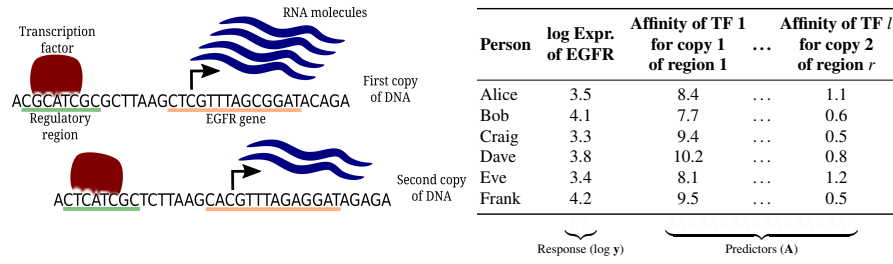 RNA molecules
Transcription
factor
ACGCATCGCGCTTAAGCTCGTTTAGCGGATACAGA
First copy
of DNA
Regulatory
region
EGFR gene
ACTCATCGCTCTTAAGCACGTTTAGAGGATAGAGA
Second copy
of DNA
Person log Expr. of EGFR Affinity of TF 1 for copy 1 of region 1 … Affinity of TF l for copy 2 of region r
Alice 3.5 8.4 … 1.1
Bob 4.1 7.7 … 0.6
Craig 3.3 9.4 … 0.5
Dave 3.8 10.2 … 0.8
Eve 3.4 8.1 … 1.2
Frank 4.2 9.5 … 0.5
Response (log y) Predictors (A)